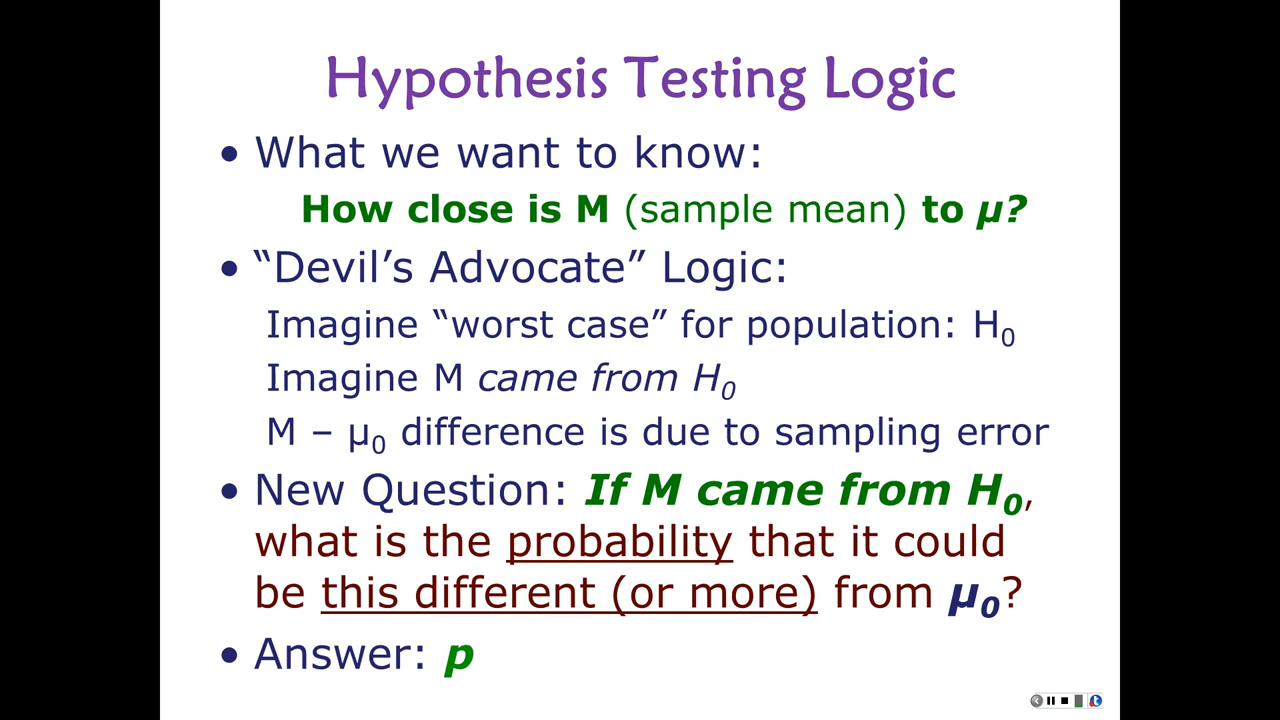 Hypothesis Testing Logic
• What we want to know:
How close is M (sample mean) to μ?
• “Devil’s Advocate” Logic:
Imagine “worst case” for population: H₀
Imagine M came from H₀
M – μ₀ difference is due to sampling error
• New Question: If M came from H₀,
what is the probability that it could
be this different (or more) from μ₀?
• Answer: p